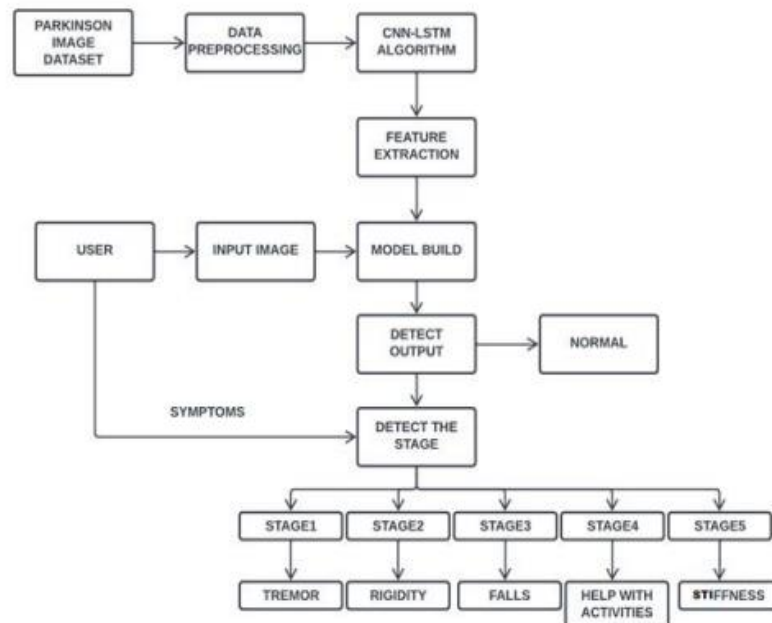 PARKINSON
IMAGE
DATASET
DATA
PREPROCESSING
CNN-LSTM
ALGORITHM
FEATURE
EXTRACTION
USER
INPUT IMAGE
MODEL BUILD
DETECT
OUTPUT
NORMAL
SYMPTOMS
DETECT THE
STAGE
STAGE1
STAGE2
STAGE3
STAGE4
STAGE5
TREMOR
RIGIDITY
FALLS
HELP WITH
ACTIVITIES
STIFFNESS